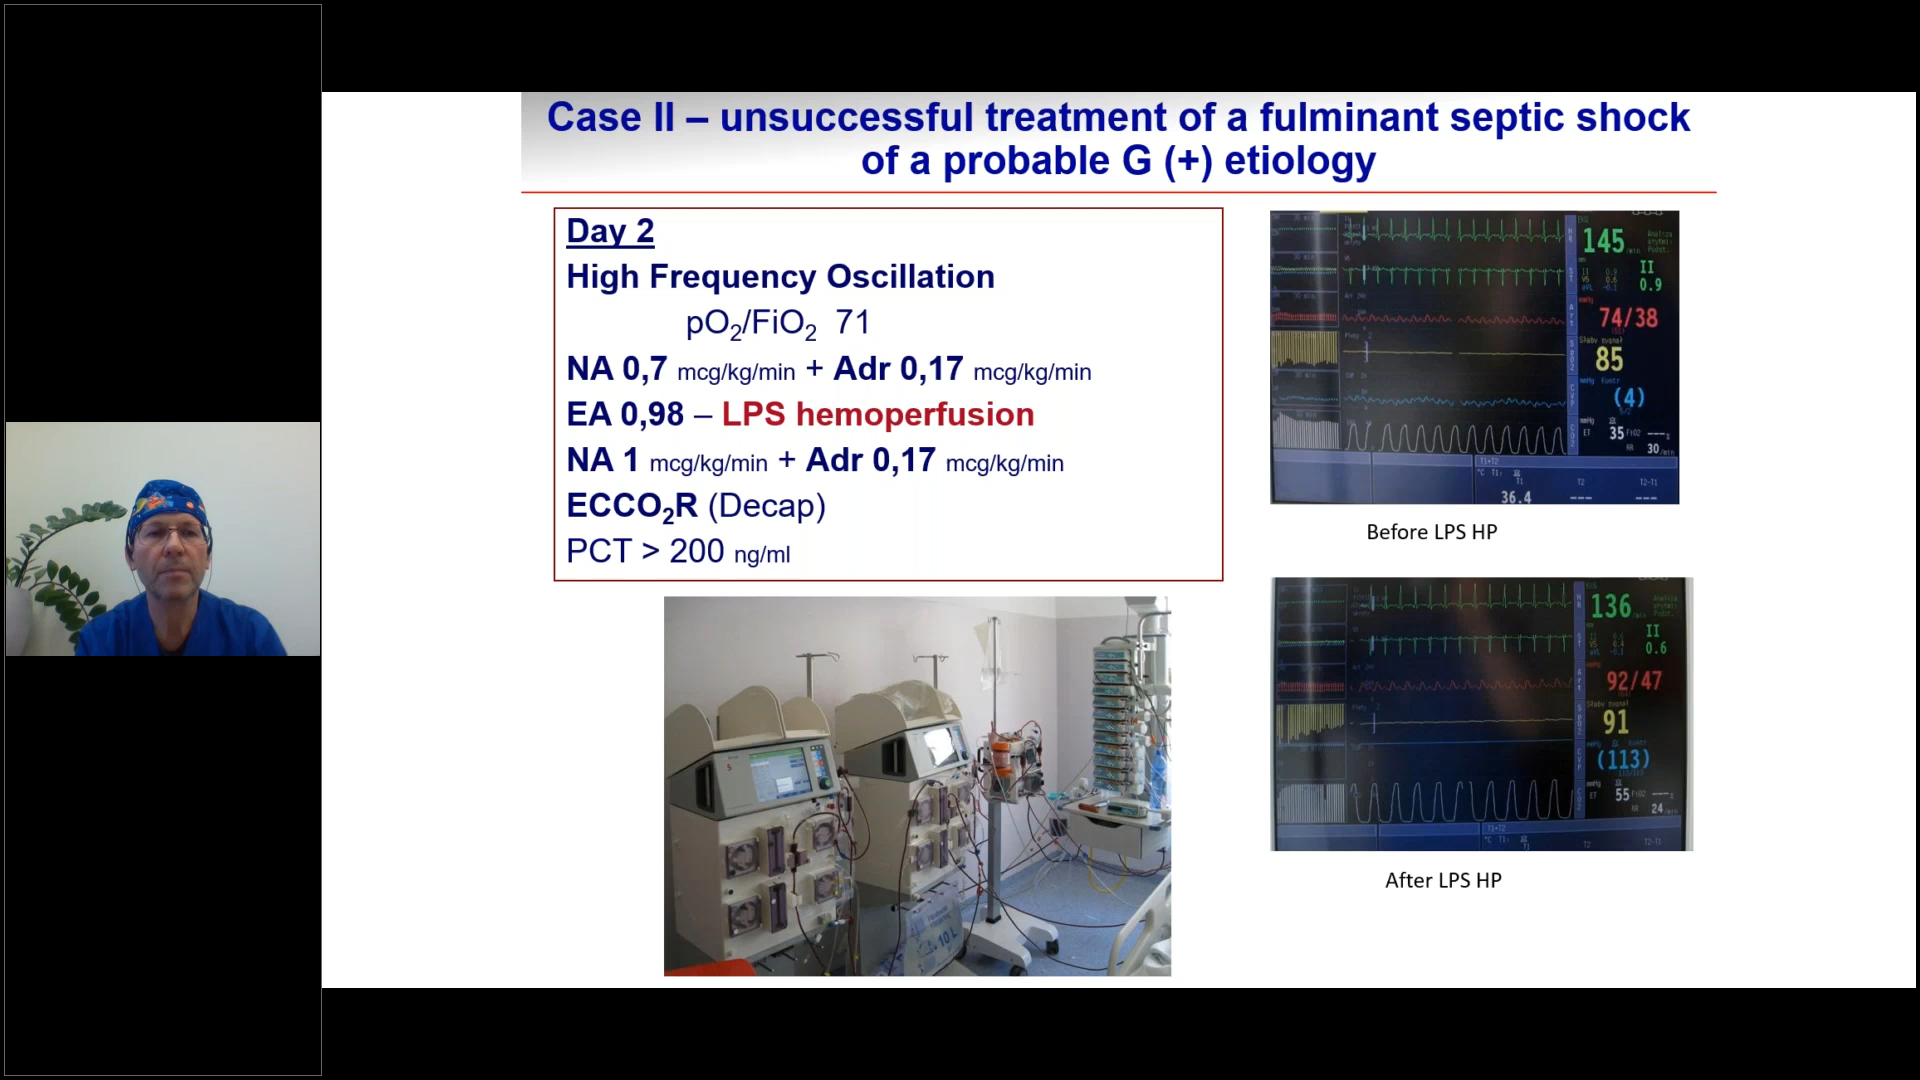 Case II – unsuccessful treatment of a fulminant septic shock
of a probable G (+) etiology
Day 2
High Frequency Oscillation
pO2/FiO2 71
NA 0,7 mcg/kg/min + Adr 0,17 mcg/kg/min
EA 0,98 – LPS hemoperfusion
NA 1 mcg/kg/min + Adr 0,17 mcg/kg/min
ECCO2R (Decap)
PCT > 200 ng/ml
145
II
0.9
74/38
85
(4)
35
RR
30
36.4
Before LPS HP
136
II
0.6
92/47
91
(113)
55
24
After LPS HP
10 L